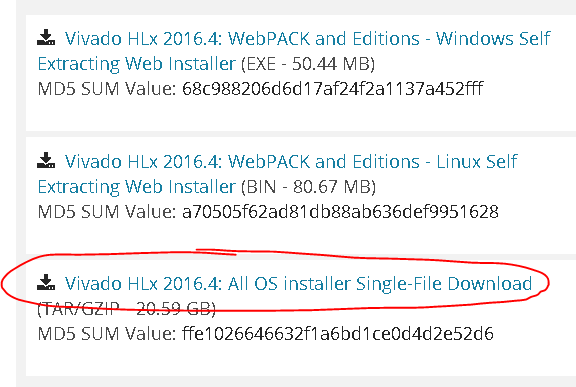 Vivado HLx 2016.4: WebPACK and Editions - Windows Self
Extracting Web Installer (EXE - 50.44 MB)
MD5 SUM Value: 68c988206d6d17af24f2a1137a452fff
Vivado HLx 2016.4: WebPACK and Editions - Linux Self
Extracting Web Installer (BIN - 80.67 MB)
MD5 SUM Value: a70505f62ad81db88ab636def9951628
Vivado HLx 2016.4: All OS installer Single-File Download
(TAR/GZIP - 20.59 GB)
MD5 SUM Value: ffe1026646632f1a6bd1ce0d4d2e52d6